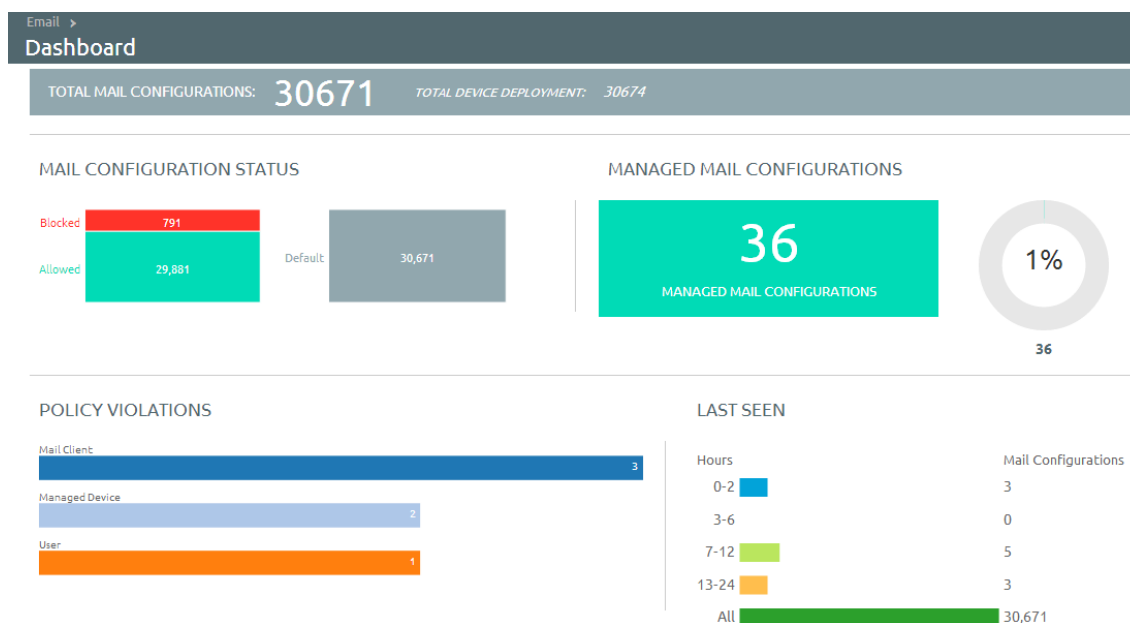 Email >
Dashboard
TOTAL MAIL CONFIGURATIONS: 30671 TOTAL DEVICE DEPLOYMENT: 30674
MAIL CONFIGURATION STATUS
Blocked 791
Allowed 29,881
Default 30,671
MANAGED MAIL CONFIGURATIONS
36
MANAGED MAIL CONFIGURATIONS
1%
36
POLICY VIOLATIONS
Mail Client
3
Managed Device
2
User
1
LAST SEEN
Hours Mail Configurations
0-2 3
3-6 0
7-12 5
13-24 3
All 30,671